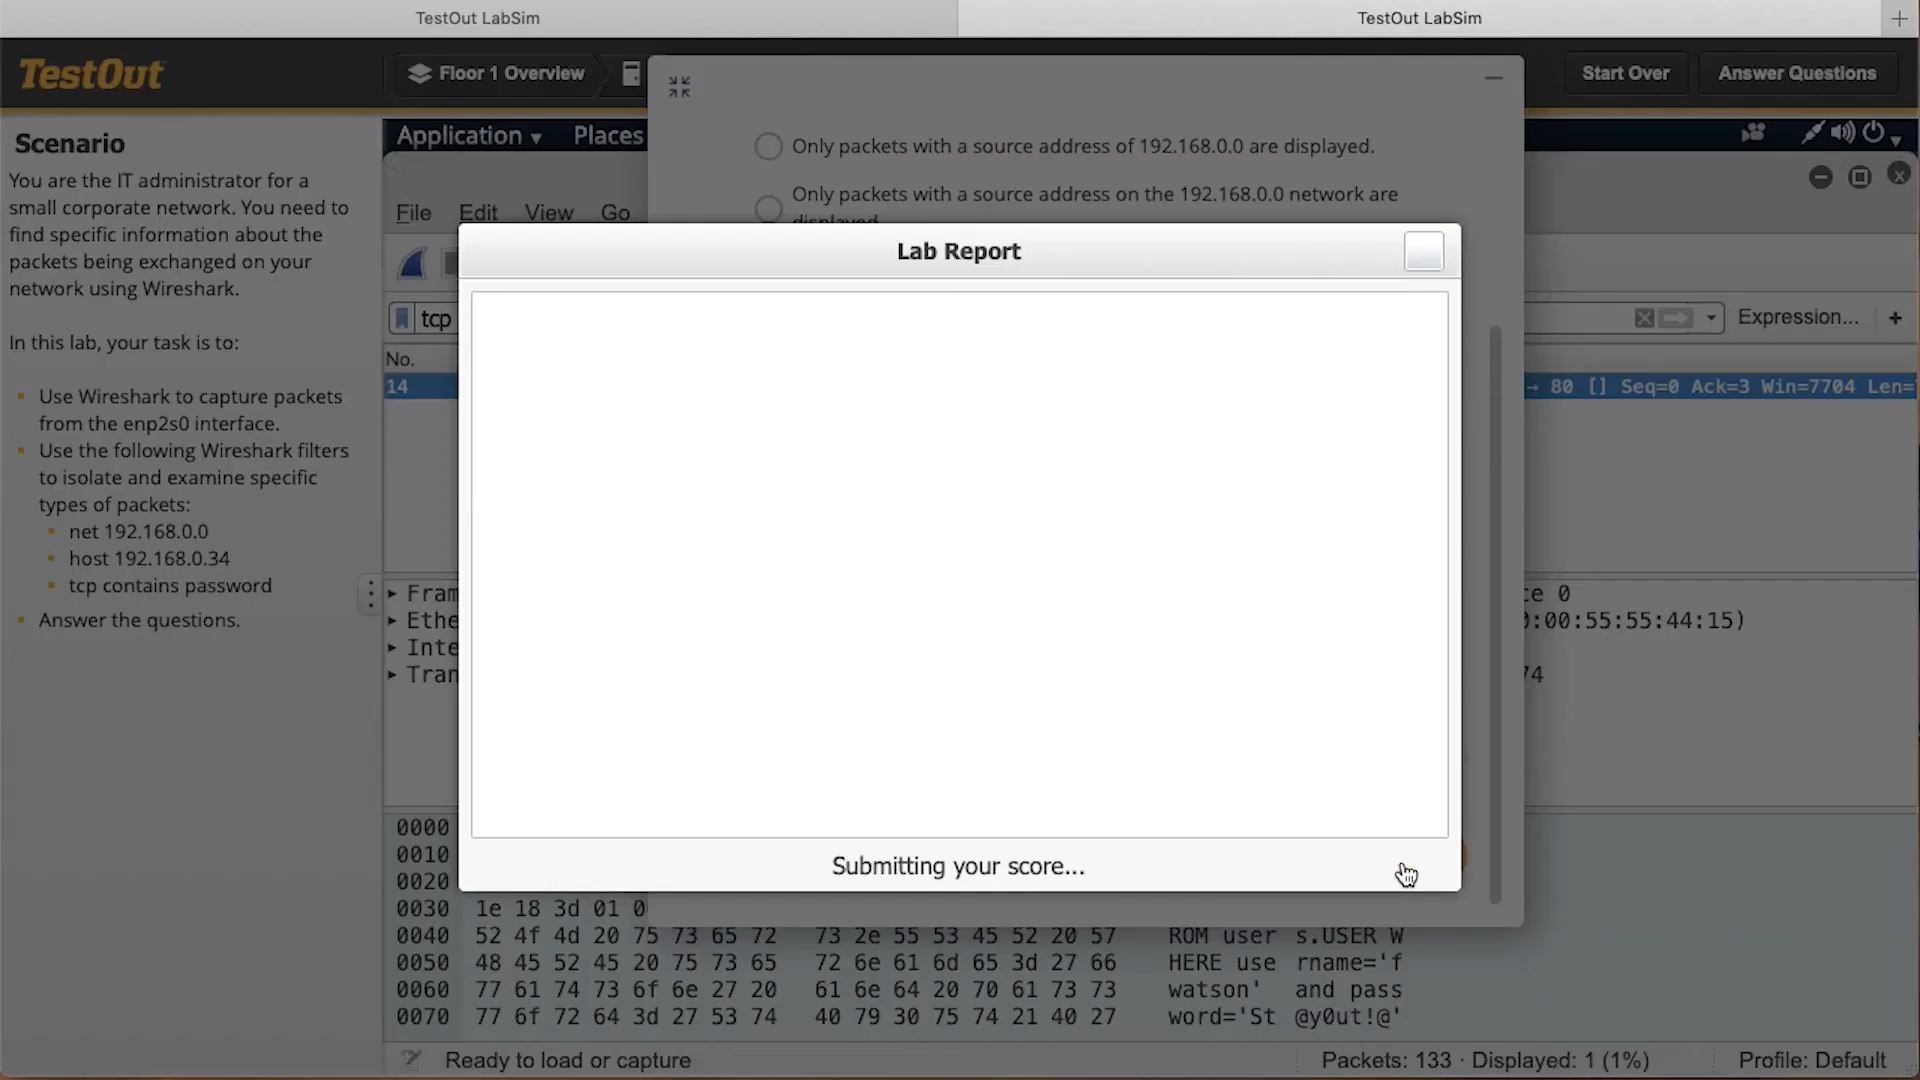 TestOut LabSim
TestOut LabSim
+
TestOut
Floor 1 Overview
Start Over
Answer Questions
Scenario
You are the IT administrator for a
small corporate network. You need to
find specific information about the
packets being exchanged on your
network using Wireshark.
In this lab, your task is to:
Use Wireshark to capture packets
from the enp2s0 interface.
Use the following Wireshark filters
to isolate and examine specific
types of packets:
net 192.168.0.0
host 192.168.0.34
tcp contains password
Answer the questions.
Application
Places
Only packets with a source address of 192.168.0.0 are displayed.
Only packets with a source address on the 192.168.0.0 network are
displayed.
File Edit View Go
Lab Report
tcp
Expression...
+
No.
14
→ 80 [] Seq=0 Ack=3 Win=7704 Len=
Fram
ce 0
Ethe
0:00:55:55:44:15)
Inte
Tran
74
Submitting your score...
0000
0010
0020
0030 1e 18 3d 01 0
0040 52 4f 4d 20 75 73 65 72 73 2e 55 53 45 52 20 57 ROM user s.USER W
0050 48 45 52 45 20 75 73 65 72 6e 61 6d 65 3d 27 66 HERE use rname='f
0060 77 61 74 73 6f 6e 27 20 61 6e 64 20 70 61 73 73 watson' and pass
0070 77 6f 72 64 3d 27 53 74 40 79 30 75 74 21 40 27 word='St @y0ut!@'
Ready to load or capture
Packets: 133 · Displayed: 1 (1%)
Profile: Default